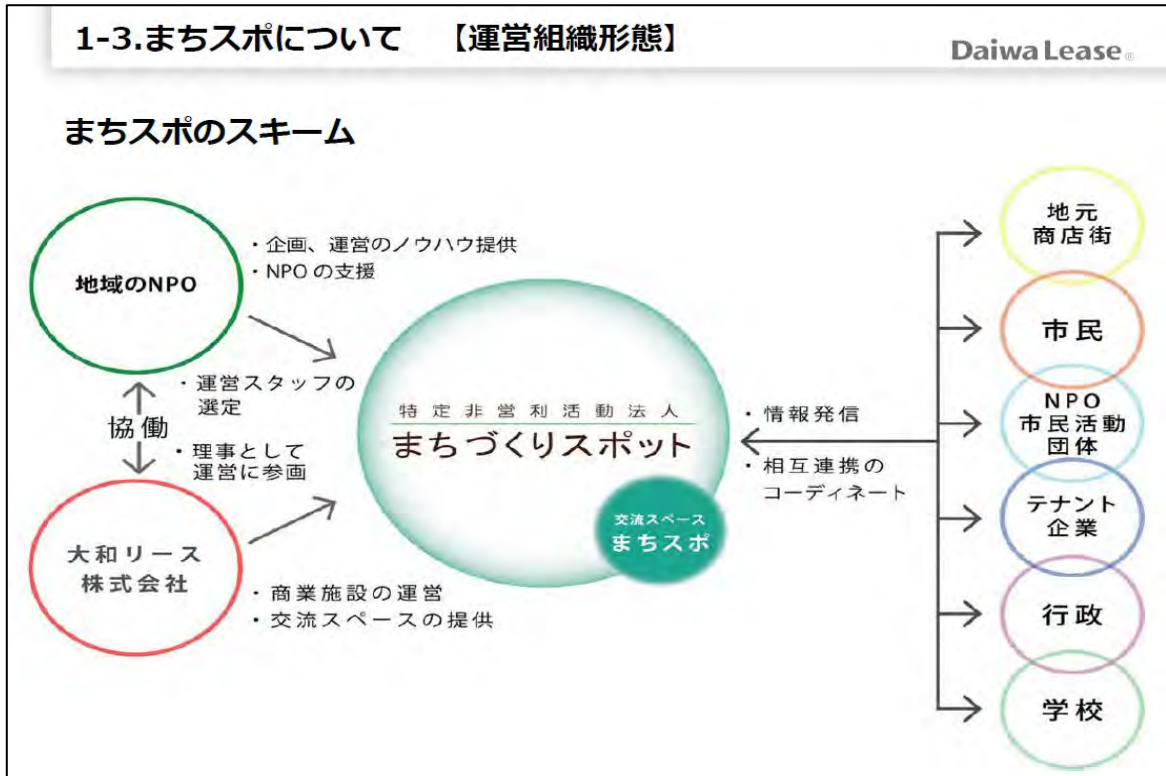 1-3.まちスポについて 【運営組織形態】
Daiwa Lease®
まちスポのスキーム
地域のNPO
・企画、運営のノウハウ提供
・NPOの支援
・運営スタッフの
選定
協働
・理事として
運営に参画
大和リース
株式会社
・商業施設の運営
・交流スペースの提供
特定非営利活動法人
まちづくりスポット
交流スペース
まちスポ
・情報発信
・相互連携の
コーディネート
地元
商店街
市民
NPO
市民活動
団体
テナント
企業
行政
学校